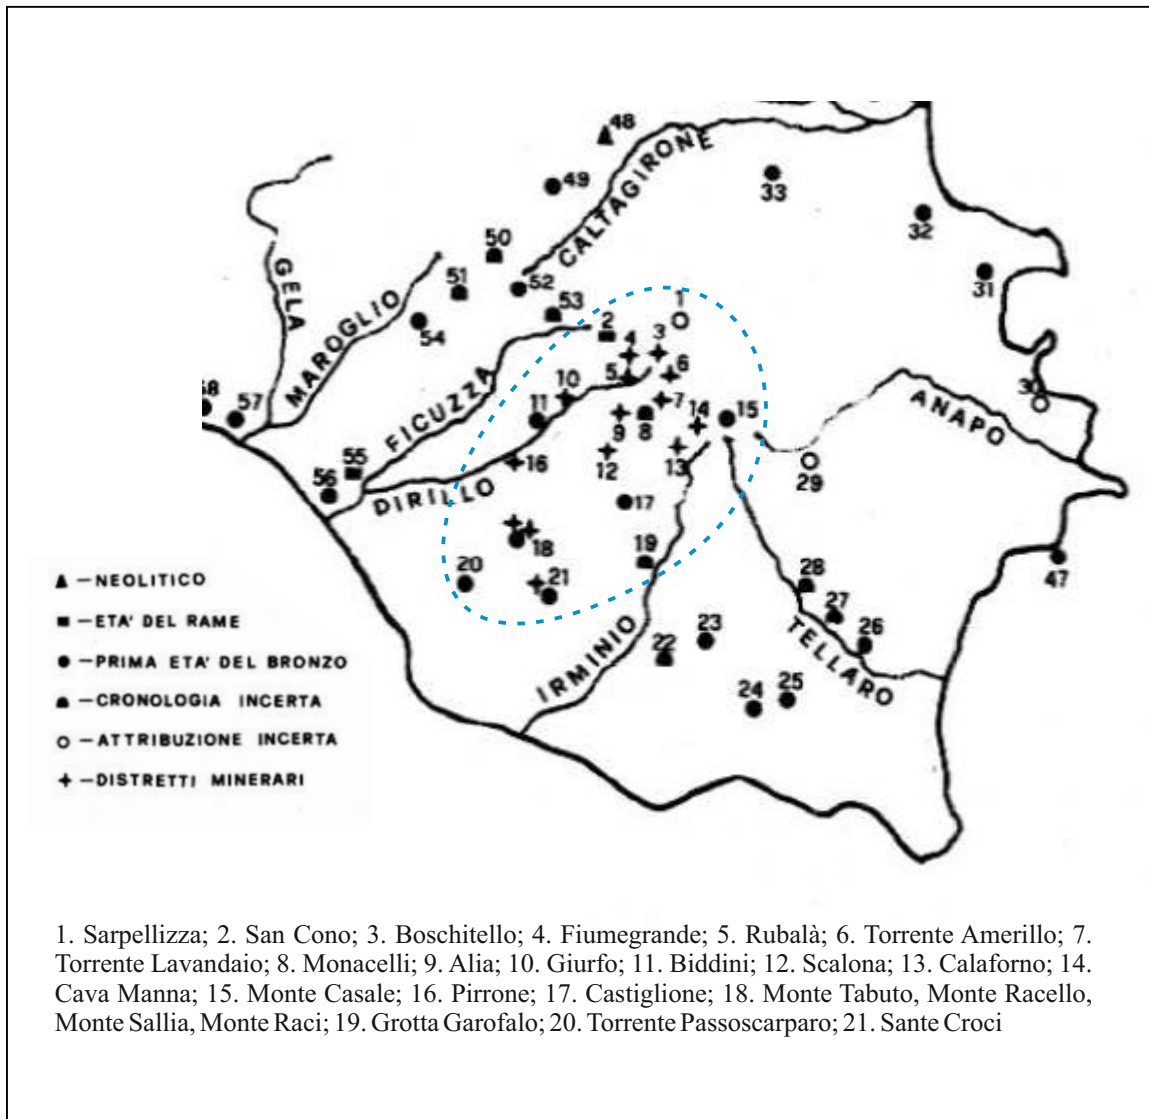 48
CALTAGIRONE
49
33
32
50
GELA
51
52
31
53
1
MAROGLIO
54
2
4
3
5
6
30
10
58
57
11
FICUZZA
7
9
8
14
15
ANAPO
12
13
16
55
29
56
DIRILLO
17
18
19
20
21
28
47
27
26
23
22
IRMINIO
TELLARO
24
25
– NEOLITICO
– ETA' DEL RAME
– PRIMA ETA' DEL BRONZO
– CRONOLOGIA INCERTA
– ATTRIBUZIONE INCERTA
– DISTRETTI MINERARI
1. Sarpellizza; 2. San Cono; 3. Boschitello; 4. Fiumegrande; 5. Rubalà; 6. Torrente Amerillo; 7.
Torrente Lavandaio; 8. Monacelli; 9. Alia; 10. Giurfo; 11. Biddini; 12. Scalona; 13. Calaforno; 14.
Cava Manna; 15. Monte Casale; 16. Pirrone; 17. Castiglione; 18. Monte Tabuto, Monte Racello,
Monte Sallia, Monte Raci; 19. Grotta Garofalo; 20. Torrente Passoscarparo; 21. Sante Croci